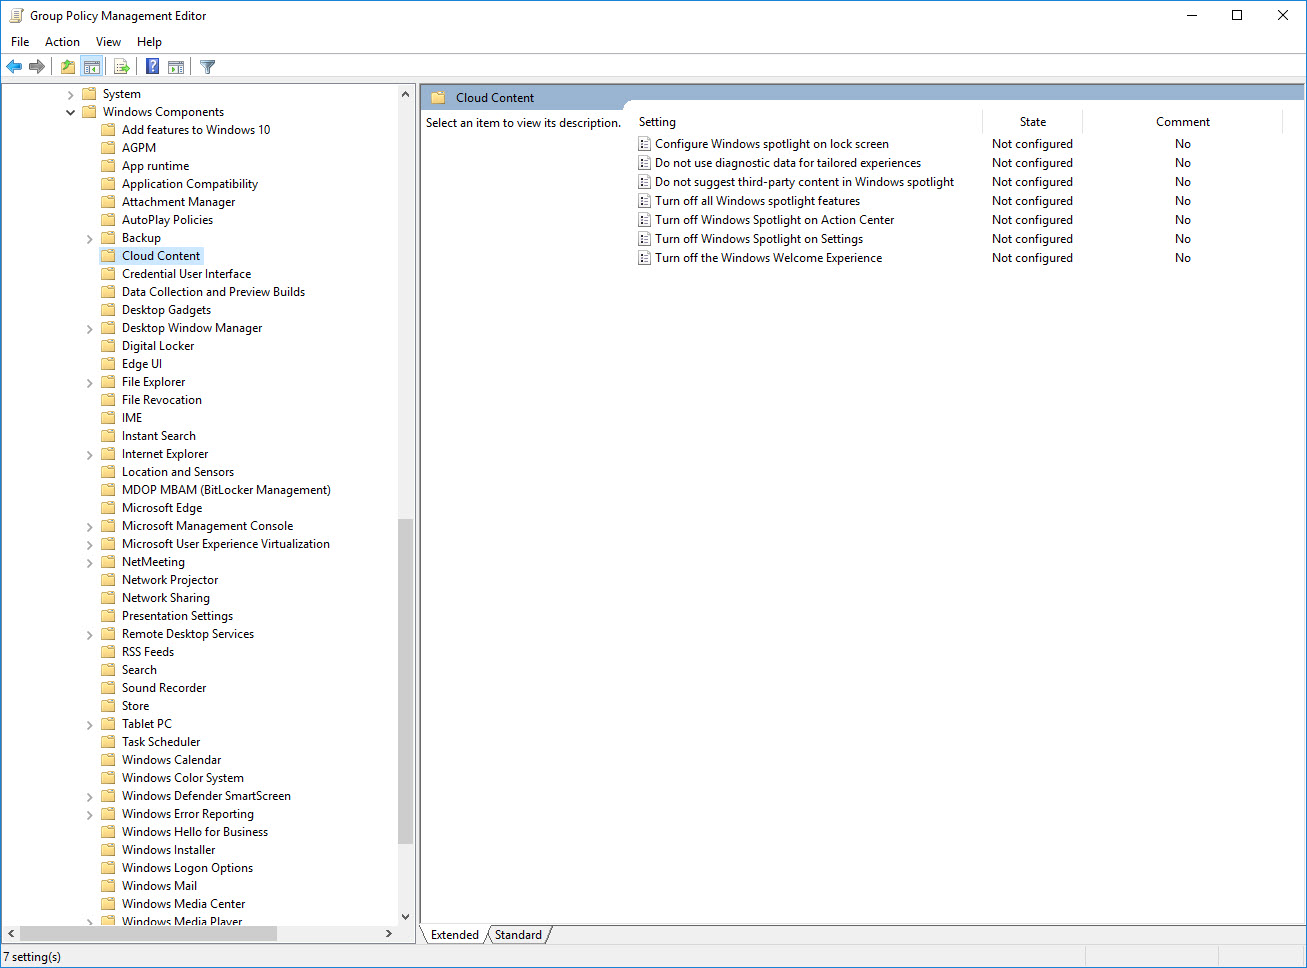 Group Policy Management Editor
File Action View Help
System
Windows Components
Add features to Windows 10
AGPM
App runtime
Application Compatibility
Attachment Manager
AutoPlay Policies
Backup
Cloud Content
Credential User Interface
Data Collection and Preview Builds
Desktop Gadgets
Desktop Window Manager
Digital Locker
Edge UI
File Explorer
File Revocation
IME
Instant Search
Internet Explorer
Location and Sensors
MDOP MBAM (BitLocker Management)
Microsoft Edge
Microsoft Management Console
Microsoft User Experience Virtualization
NetMeeting
Network Projector
Network Sharing
Presentation Settings
Remote Desktop Services
RSS Feeds
Search
Sound Recorder
Store
Tablet PC
Task Scheduler
Windows Calendar
Windows Color System
Windows Defender SmartScreen
Windows Error Reporting
Windows Hello for Business
Windows Installer
Windows Logon Options
Windows Mail
Windows Media Center
Windows Media Player
Cloud Content
Select an item to view its description.
Setting State Comment
Configure Windows spotlight on lock screen Not configured No
Do not use diagnostic data for tailored experiences Not configured No
Do not suggest third-party content in Windows spotlight Not configured No
Turn off all Windows spotlight features Not configured No
Turn off Windows Spotlight on Action Center Not configured No
Turn off Windows Spotlight on Settings Not configured No
Turn off the Windows Welcome Experience Not configured No
Extended Standard
7 setting(s)